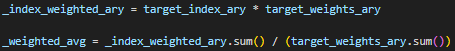 _index_weighted_ary = target_index_ary * target_weights_ary
_weighted_avg = _index_weighted_ary.sum() / (target_weights_ary.sum())